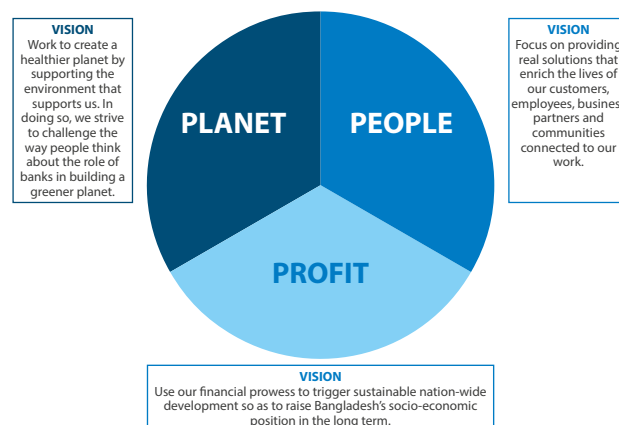 VISION
Work to create a
healthier planet by
supporting the
environment that
supports us. In
doing so, we strive
to challenge the
way people think
about the role of
banks in building a
greener planet.
PLANET
PEOPLE
VISION
Focus on providing
real solutions that
enrich the lives of
our customers,
employees, business
partners and
communities
connected to our
work.
PROFIT
VISION
Use our financial prowess to trigger sustainable nation-wide
development so as to raise Bangladesh’s socio-economic
position in the long term.